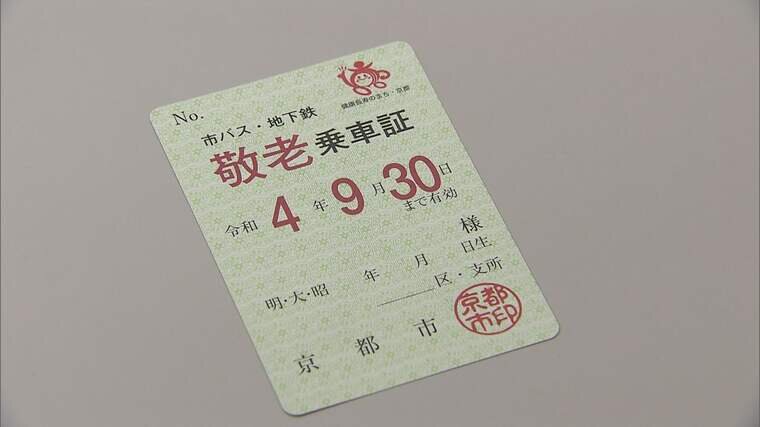 No.
健康長寿のまち・京都
市バス・地下鉄
敬老乗車証
令和4年9月30日
まで有効
様
明・大・昭 年 月 日生
区・支所
京都市
京都市印